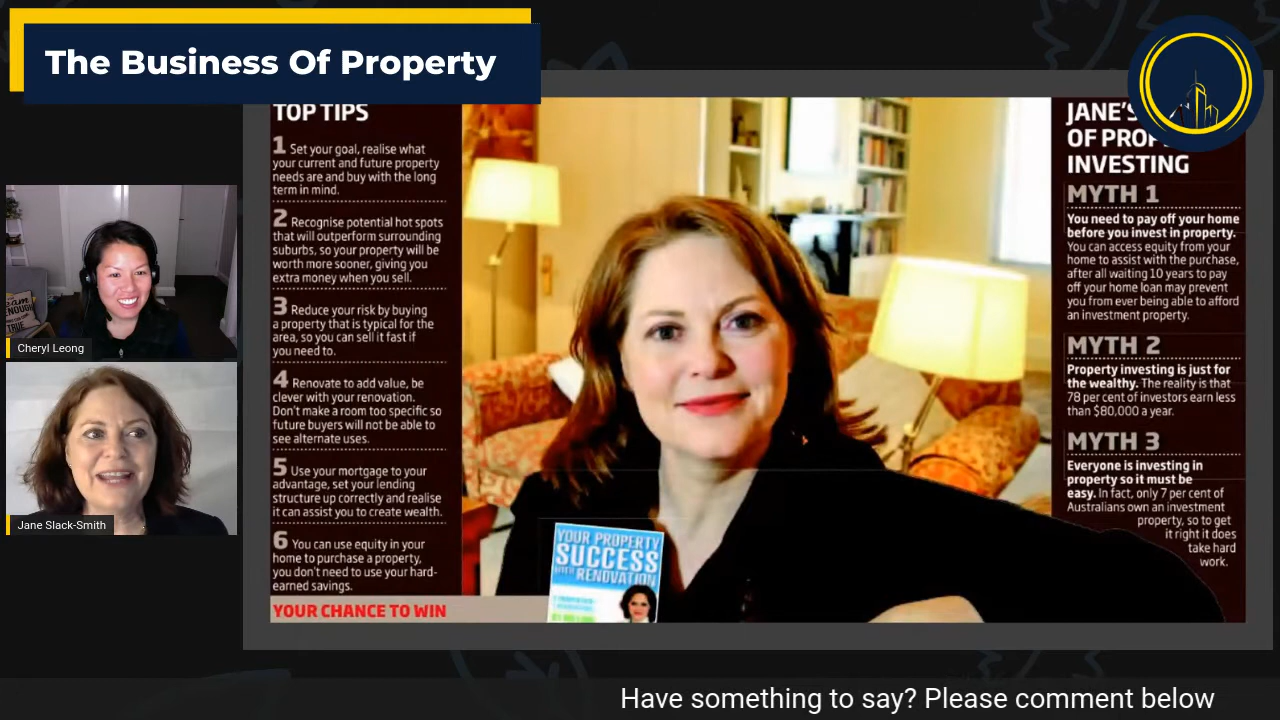 The Business Of Property
TOP TIPS
1 Set your goal, realise what
your current and future property
needs are and buy with the long
term in mind.
2 Recognise potential hot spots
that will outperform surrounding
suburbs, so your property will be
worth more sooner, giving you
extra money when you sell.
3 Reduce your risk by buying
a property that is typical for the
area, so you can sell it fast if
you need to.
4 Renovate to add value, be
clever with your renovation.
Don't make a room too specific so
future buyers will not be able to
see alternate uses.
5 Use your mortgage to your
advantage, set your lending
structure up correctly and realise
it can assist you to create wealth.
6 You can use equity in your
home to purchase a property,
you don't need to use your hard-
earned savings.
YOUR CHANCE TO WIN
YOUR PROPERTY
SUCCESS
WITH RENOVATION
JANE'S
OF
INVESTING
MYTH 1
You need to pay off your home
before you invest in property.
You can access equity from your
home to assist with the purchase,
after all waiting 10 years to pay
off your home loan may prevent
you from ever being able to afford
an investment property.
MYTH 2
Property investing is just for
the wealthy. The reality is that
78 per cent of investors earn less
than $80,000 a year.
MYTH 3
Everyone is investing in
property so it must be
easy. In fact, only 7 per cent of
Australians own an investment
property, so to get
it right it does
take hard
work.
Cheryl Leong
Jane Slack-Smith
Have something to say? Please comment below